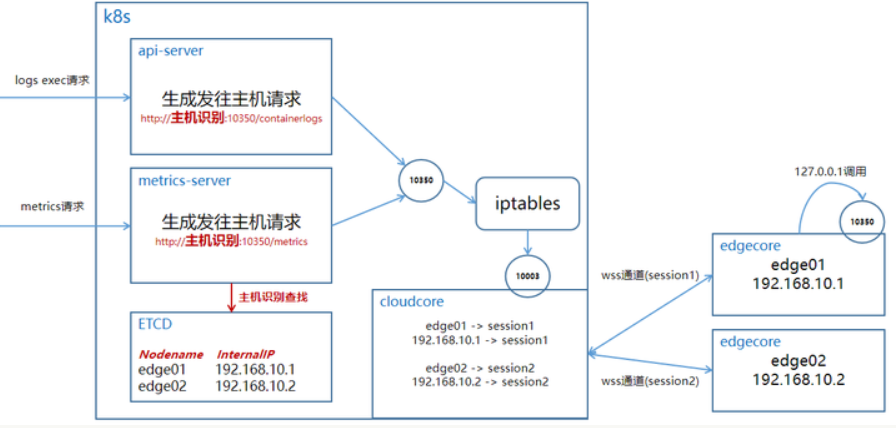 k8s
api-server
logs exec请求
生成发往主机请求
http://主机识别:10350/containerlogs
metrics-server
metrics请求
生成发往主机请求
http://主机识别:10350/metrics
主机识别查找
ETCD
Nodename InternalIP
edge01 192.168.10.1
edge02 192.168.10.2
10350
iptables
10003
cloudcore
edge01 -> session1
192.168.10.1 -> session1
edge02 -> session2
192.168.10.2 -> session2
wss通道(session1)
wss通道(session2)
127.0.0.1调用
10350
edgecore
edge01
192.168.10.1
edgecore
edge02
192.168.10.2